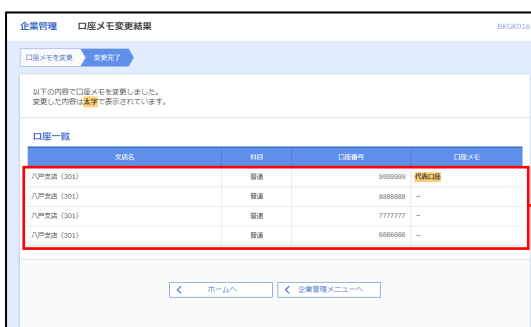 企業管理 口座メモ変更結果 BKGK016
口座メモを変更 変更完了
以下の内容で口座メモを変更しました。
変更した内容は太字で表示されています。
口座一覧
支店名 科目 口座番号 口座メモ
八戸支店（301） 普通 9999999 代表口座
八戸支店（301） 普通 8888888 −
八戸支店（301） 普通 7777777 −
八戸支店（301） 普通 6666666 −
ホームへ 企業管理メニューへ